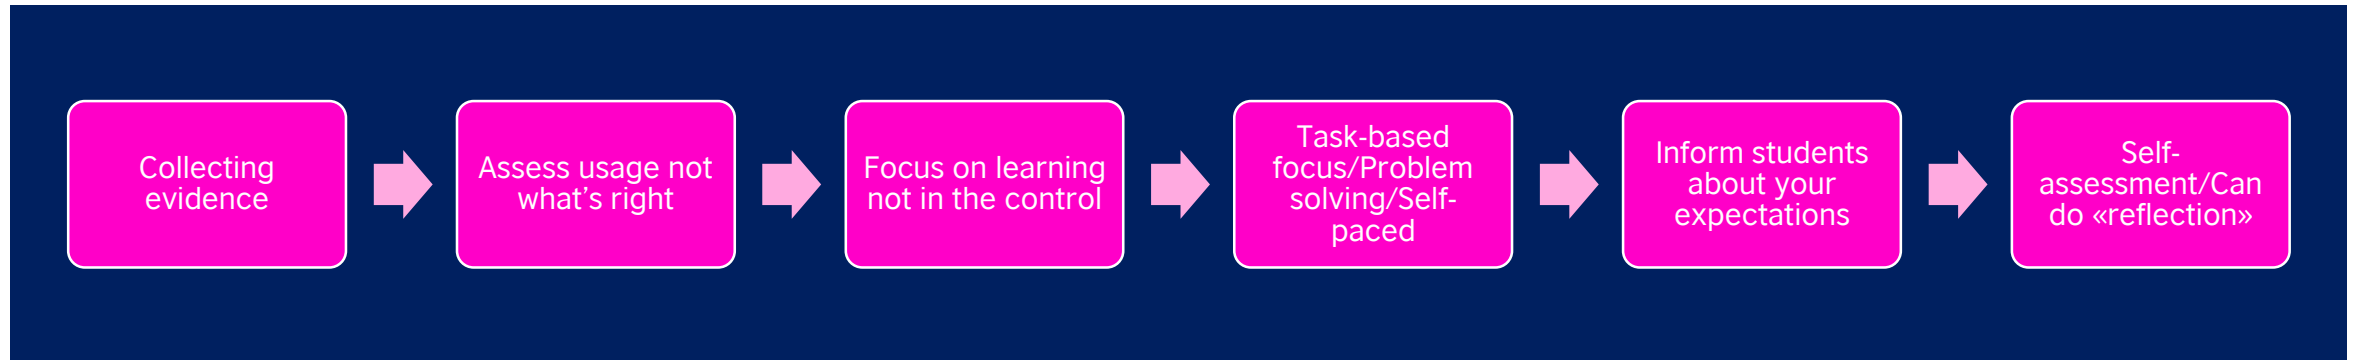 Collecting
evidence
Assess usage not
what's right
Focus on learning
not in the control
Task-based
focus/Problem
solving/Self-
paced
Inform students
about your
expectations
Self-
assessment/Can
do «reflection»